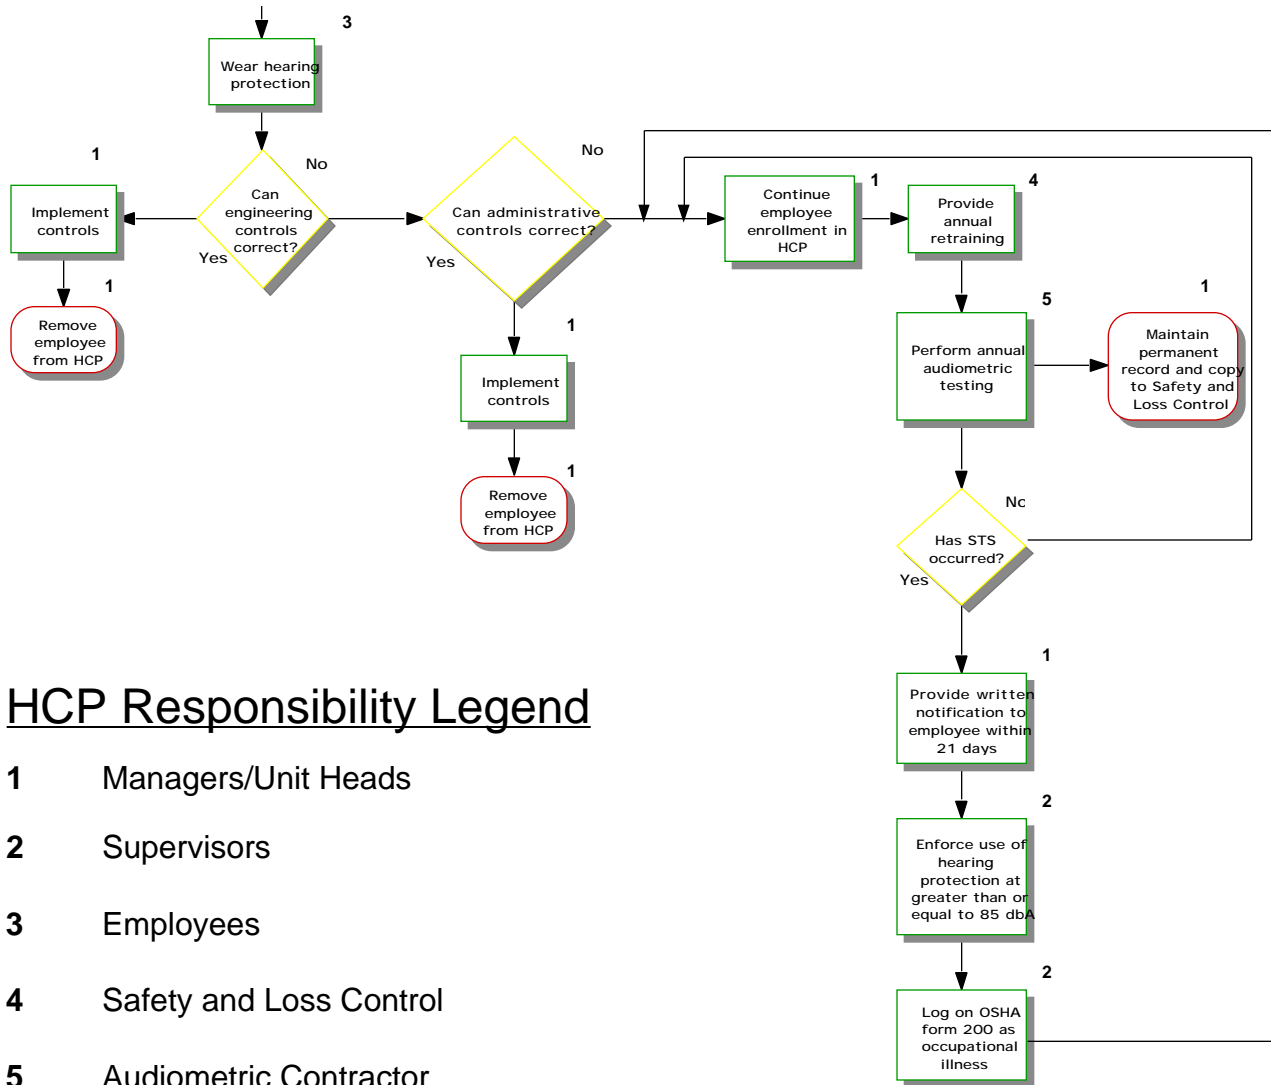 3
Wear hearing
protection
1
No
No
Can
engineering
controls
correct?
Yes
Implement
controls
Can administrative
controls correct?
Yes
1
Continue
employee
enrollment in
HCP
4
Provide
annual
retraining
1
Remove
employee
from HCP
1
Implement
controls
5
Perform annual
audiometric
testing
1
Maintain
permanent
record and copy
to Safety and
Loss Control
1
Remove
employee
from HCP
No
Has STS
occurred?
Yes
1
Provide written
notification to
employee within
21 days
2
Enforce use of
hearing
protection at
greater than or
equal to 85 dbA
2
Log on OSHA
form 200 as
occupational
illness
HCP Responsibility Legend
1 Managers/Unit Heads
2 Supervisors
3 Employees
4 Safety and Loss Control
5 Audiometric Contractor